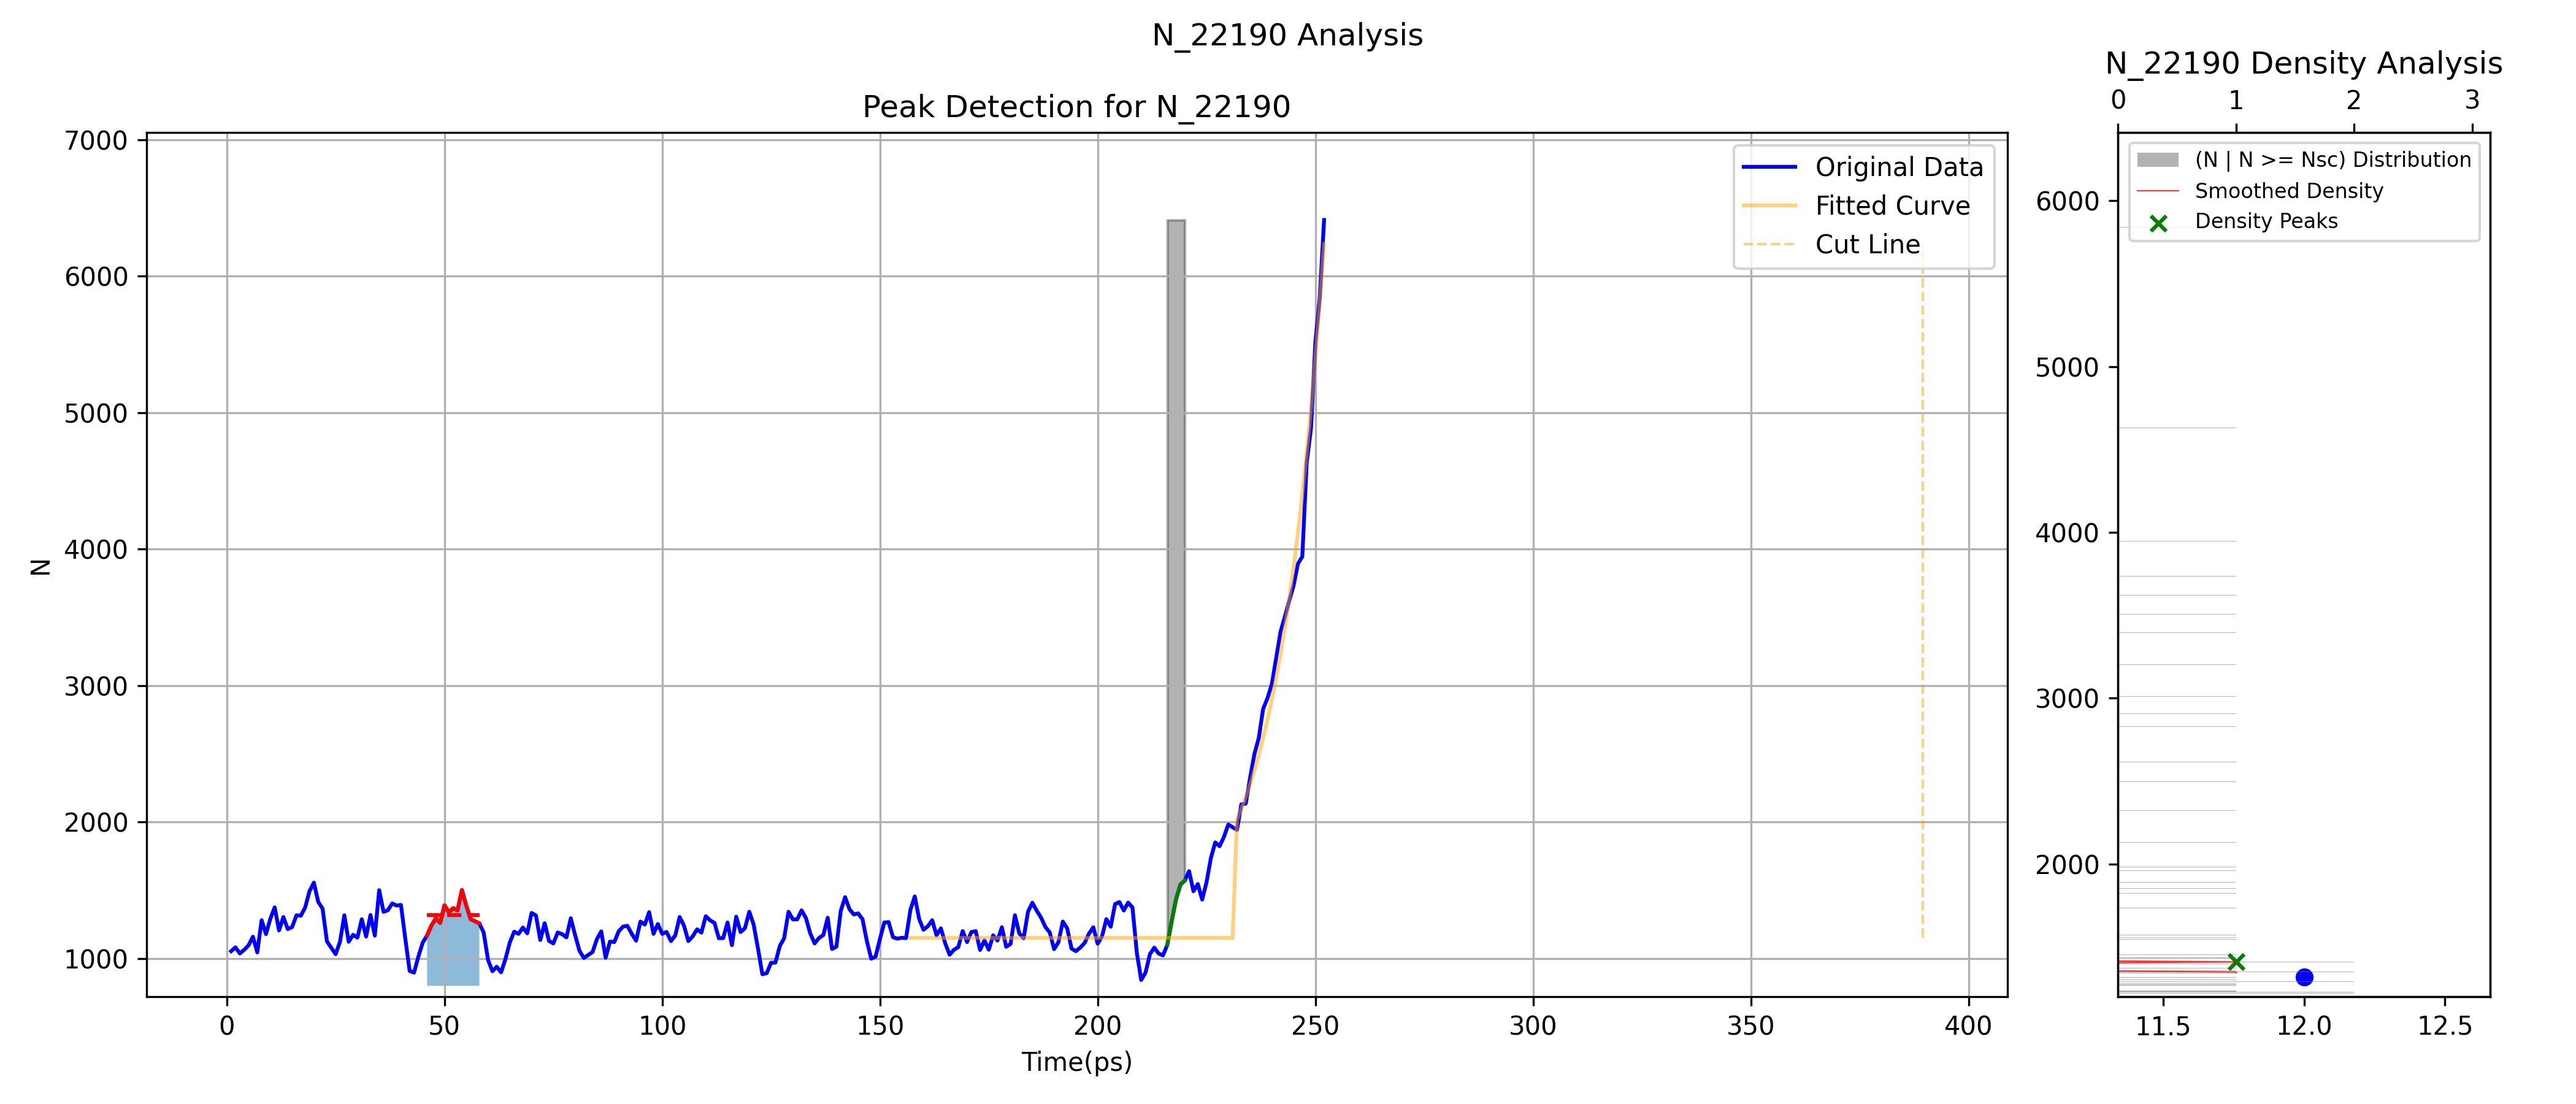 N_22190 Analysis
Peak Detection for N_22190
7000
6000
5000
4000
3000
2000
1000
N
0
50
100
150
200
250
300
350
400
Time(ps)
Original Data
Fitted Curve
Cut Line
N_22190 Density Analysis
0
1
2
3
(N | N >= Nsc) Distribution
Smoothed Density
Density Peaks
6000
5000
4000
3000
2000
11.5
12.0
12.5